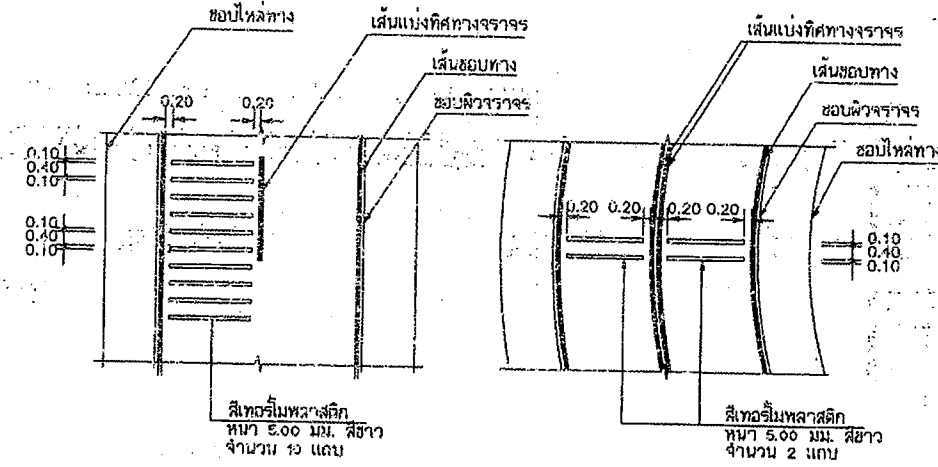 ขอบไหล่ทาง
เส้นแบ่งทิศทางจราจร
เส้นขอบทาง
ขอบผิวจราจร
0.20 0.20
0.10
0.40
0.10
0.10
0.40
0.10
สีเทอร์โมพลาสติก
หนา 5.00 มม. สีขาว
จำนวน แถบ
เส้นแบ่งทิศทางจราจร
เส้นขอบทาง
ขอบผิวจราจร
ขอบไหล่ทาง
0.20 0.20 0.20 0.20
0.10
0.40
0.10
สีเทอร์โมพลาสติก
หนา 5.00 มม. สีขาว
จำนวน 2 แถบ